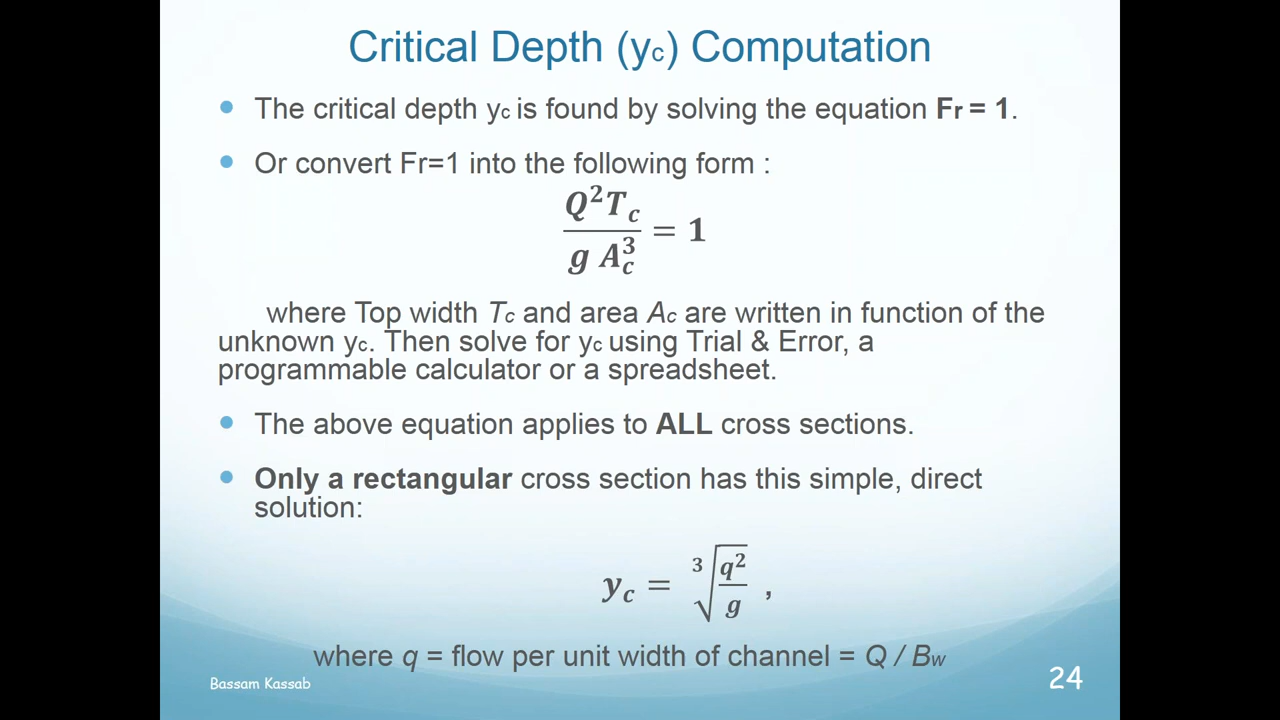 Critical Depth (yc) Computation
• The critical depth yc is found by solving the equation Fr = 1.
• Or convert Fr=1 into the following form :
Q²Tc / g Ac³ = 1
where Top width Tc and area Ac are written in function of the
unknown yc. Then solve for yc using Trial & Error, a
programmable calculator or a spreadsheet.
• The above equation applies to ALL cross sections.
• Only a rectangular cross section has this simple, direct
solution:
yc = ∛(q²/g) ,
where q = flow per unit width of channel = Q / Bw
Bassam Kassab
24